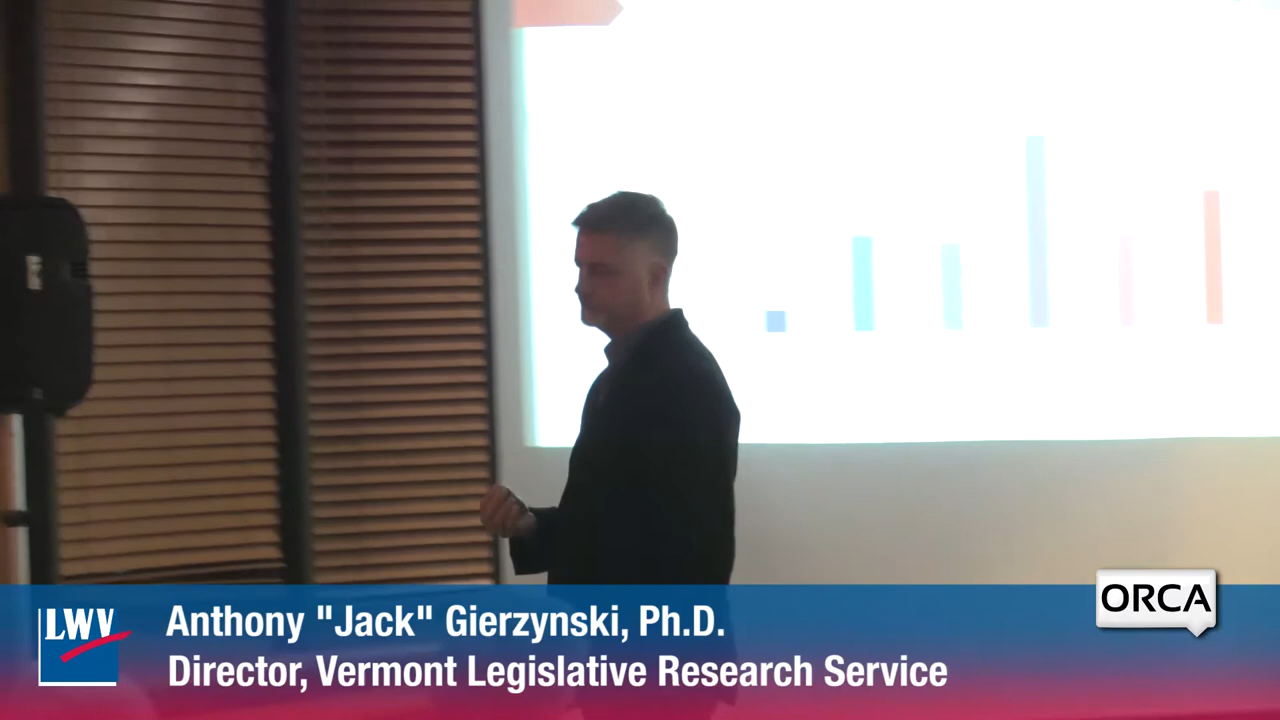 LWV
Anthony "Jack" Gierzynski, Ph.D.
Director, Vermont Legislative Research Service
ORCA